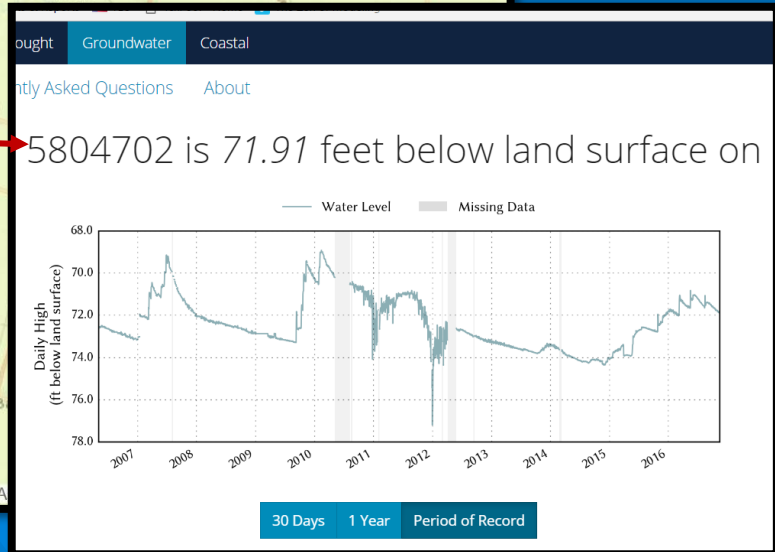 ought Groundwater Coastal
ntly Asked Questions About
5804702 is 71.91 feet below land surface on
Water Level Missing Data
Daily High
(ft below land surface)
68.0
70.0
72.0
74.0
76.0
78.0
2007 2008 2009 2010 2011 2012 2013 2014 2015 2016
30 Days 1 Year Period of Record